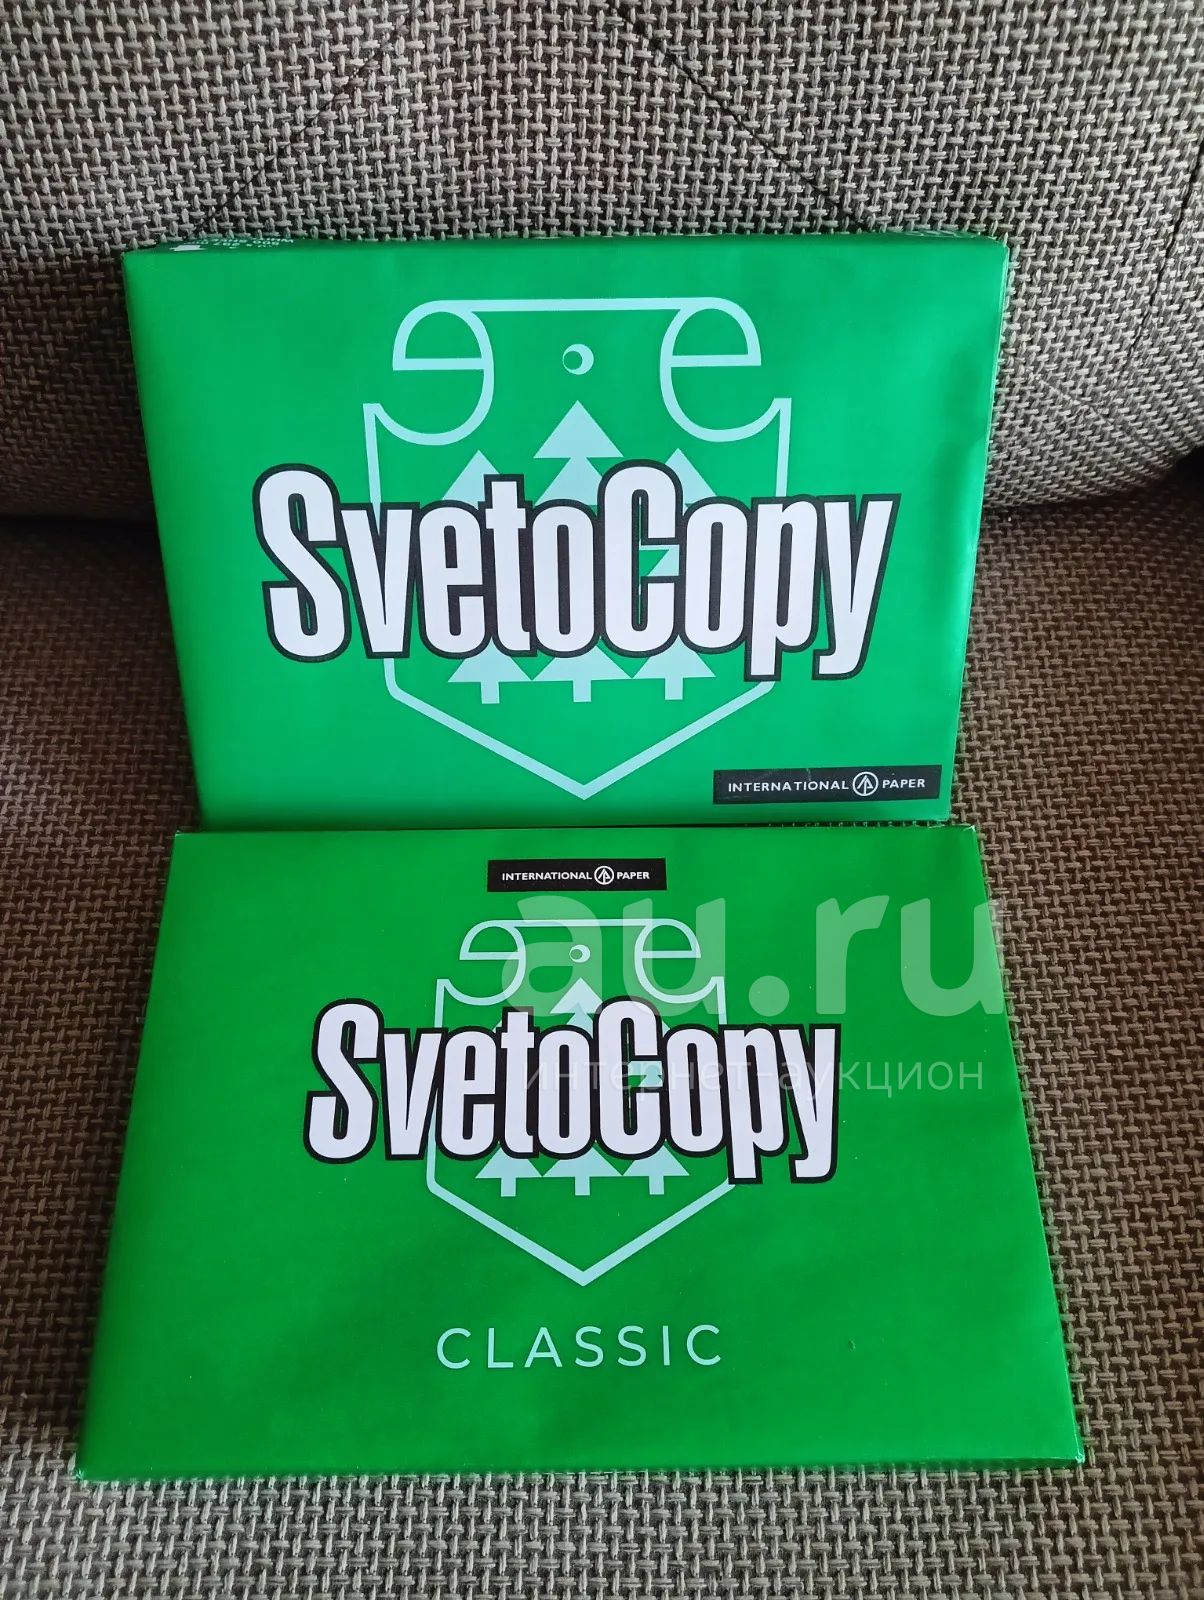 SvetoCopy
INTERNATIONAL PAPER
INTERNATIONAL PAPER
au.ru
SvetoCopy
интернет-аукцион
CLASSIC